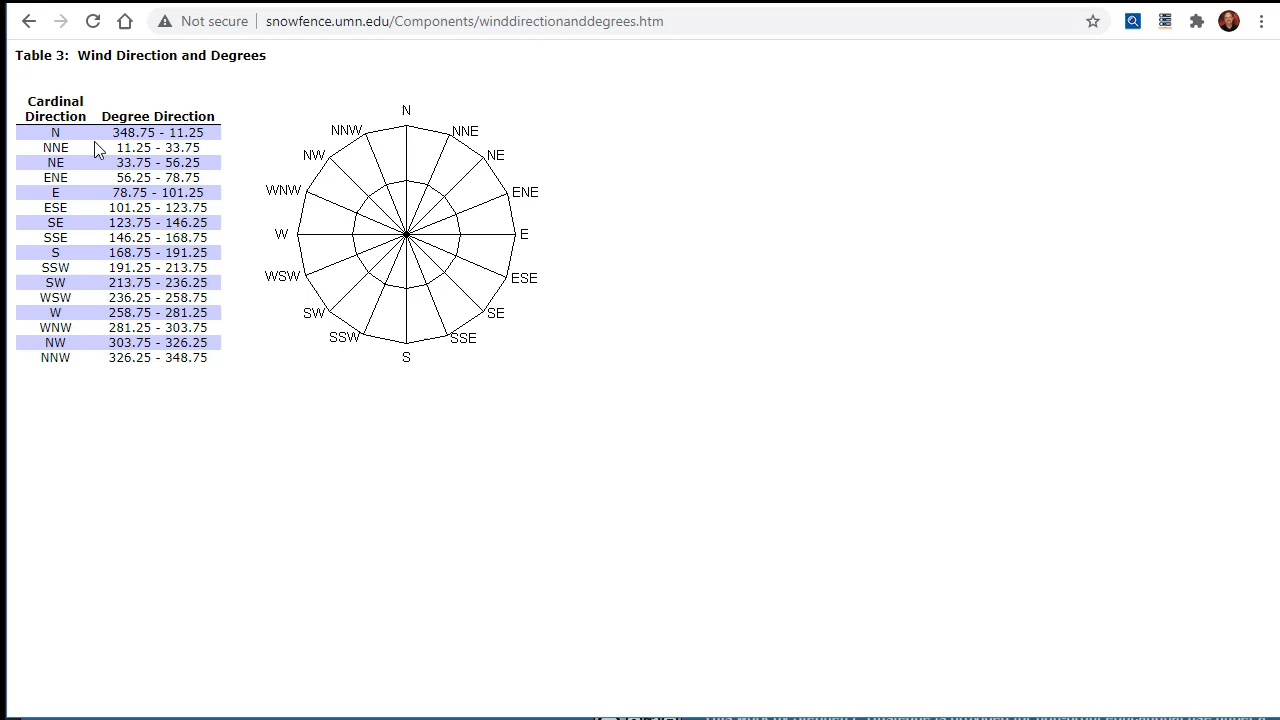 Not secure
snowfence.umn.edu/Components/winddirectionanddegrees.htm
Table 3: Wind Direction and Degrees
Cardinal Direction Degree Direction
N 348.75 - 11.25
NNE 11.25 - 33.75
NE 33.75 - 56.25
ENE 56.25 - 78.75
E 78.75 - 101.25
ESE 101.25 - 123.75
SE 123.75 - 146.25
SSE 146.25 - 168.75
S 168.75 - 191.25
SSW 191.25 - 213.75
SW 213.75 - 236.25
WSW 236.25 - 258.75
W 258.75 - 281.25
WNW 281.25 - 303.75
NW 303.75 - 326.25
NNW 326.25 - 348.75
N
NNW NNE
NW NE
WNW ENE
W E
WSW ESE
SW SE
SSW SSE
S